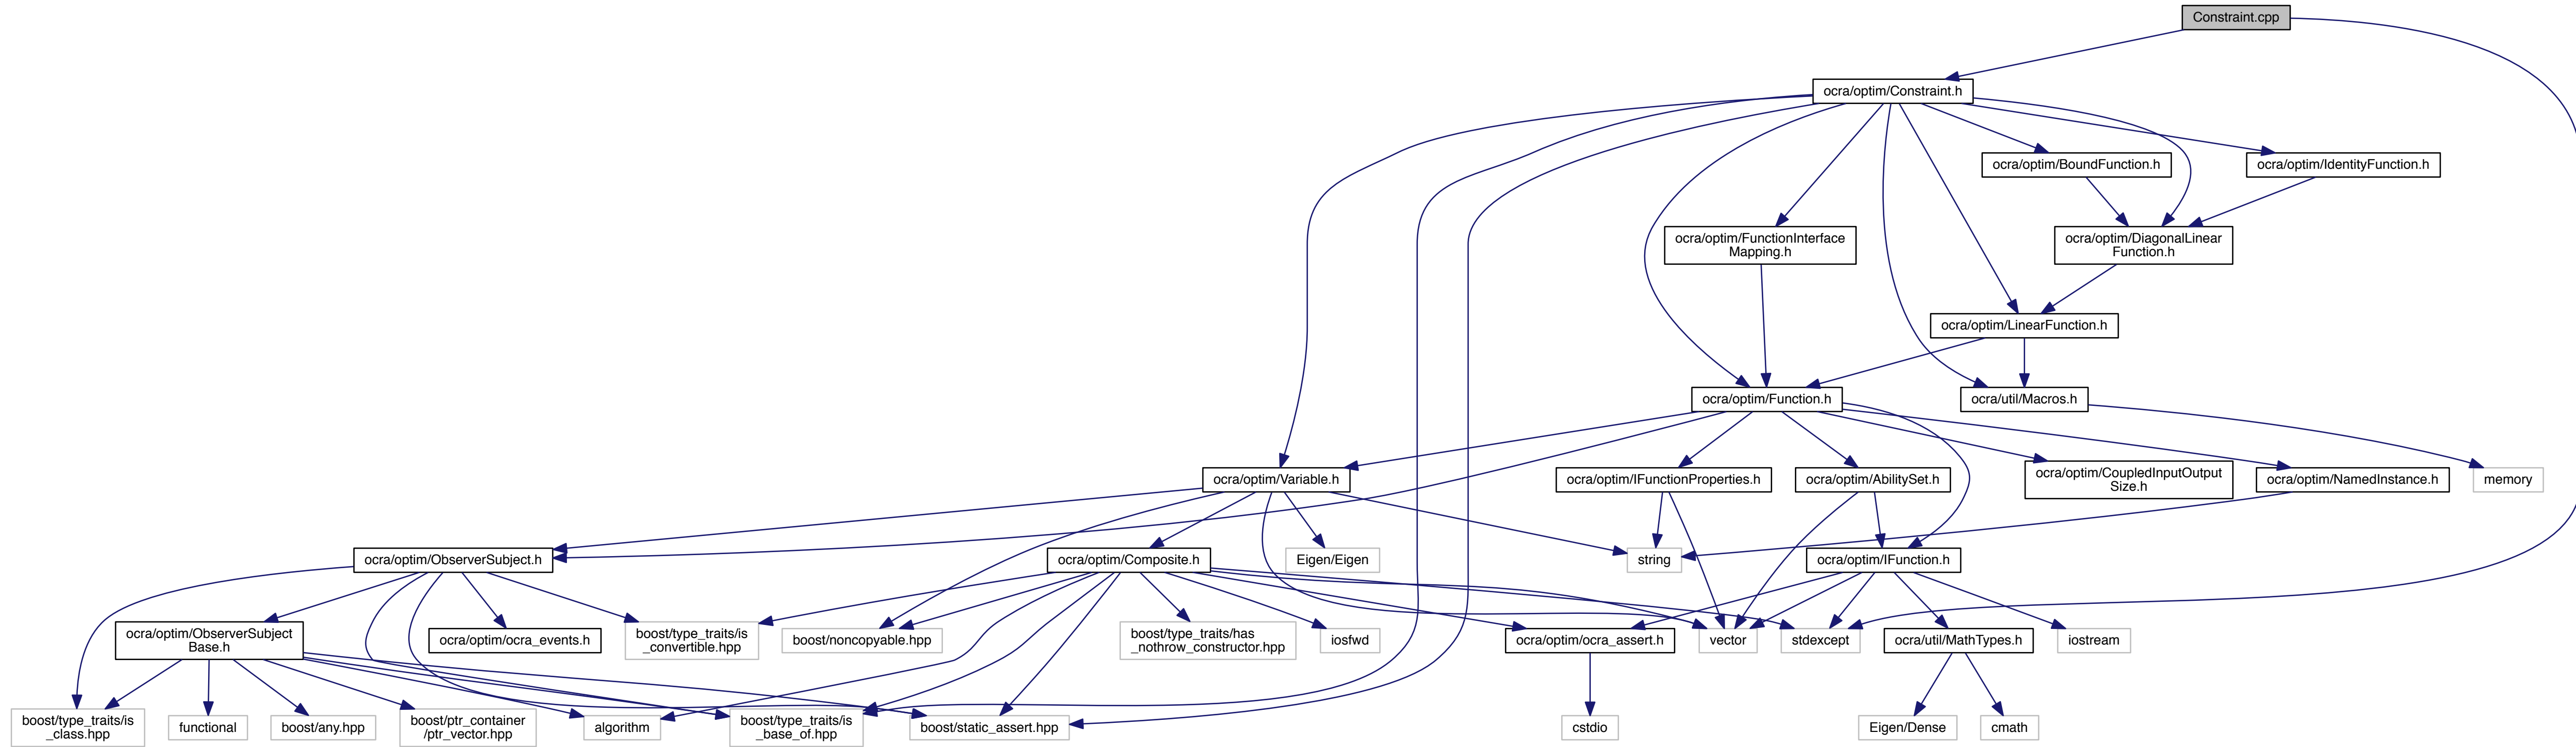 Constraint.cpp
ocra/optim/Constraint.h
ocra/optim/BoundFunction.h
ocra/optim/IdentityFunction.h
ocra/optim/FunctionInterface
Mapping.h
ocra/optim/DiagonalLinear
Function.h
ocra/optim/LinearFunction.h
ocra/optim/Function.h
ocra/util/Macros.h
ocra/optim/Variable.h
ocra/optim/IFunctionProperties.h
ocra/optim/AbilitySet.h
ocra/optim/CoupledInputOutput
Size.h
ocra/optim/NamedInstance.h
memory
ocra/optim/ObserverSubject.h
ocra/optim/Composite.h
Eigen/Eigen
string
ocra/optim/IFunction.h
ocra/optim/ObserverSubject
Base.h
ocra/optim/ocra_events.h
boost/type_traits/is
_convertible.hpp
boost/noncopyable.hpp
boost/type_traits/has
_nothrow_constructor.hpp
iosfwd
ocra/optim/ocra_assert.h
vector
stdexcept
ocra/util/MathTypes.h
iostream
boost/type_traits/is
_class.hpp
functional
boost/any.hpp
boost/ptr_container
/ptr_vector.hpp
algorithm
boost/type_traits/is
_base_of.hpp
boost/static_assert.hpp
cstdio
Eigen/Dense
cmath